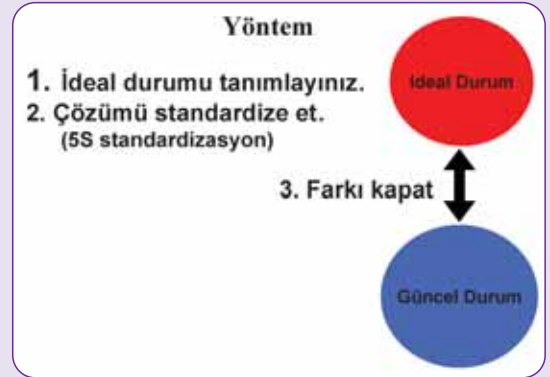 Yöntem
1. İdeal durumu tanımlayınız.
İdeal Durum
2. Çözümü standardize et.
(5S standardizasyon)
3. Farkı kapat
Güncel Durum